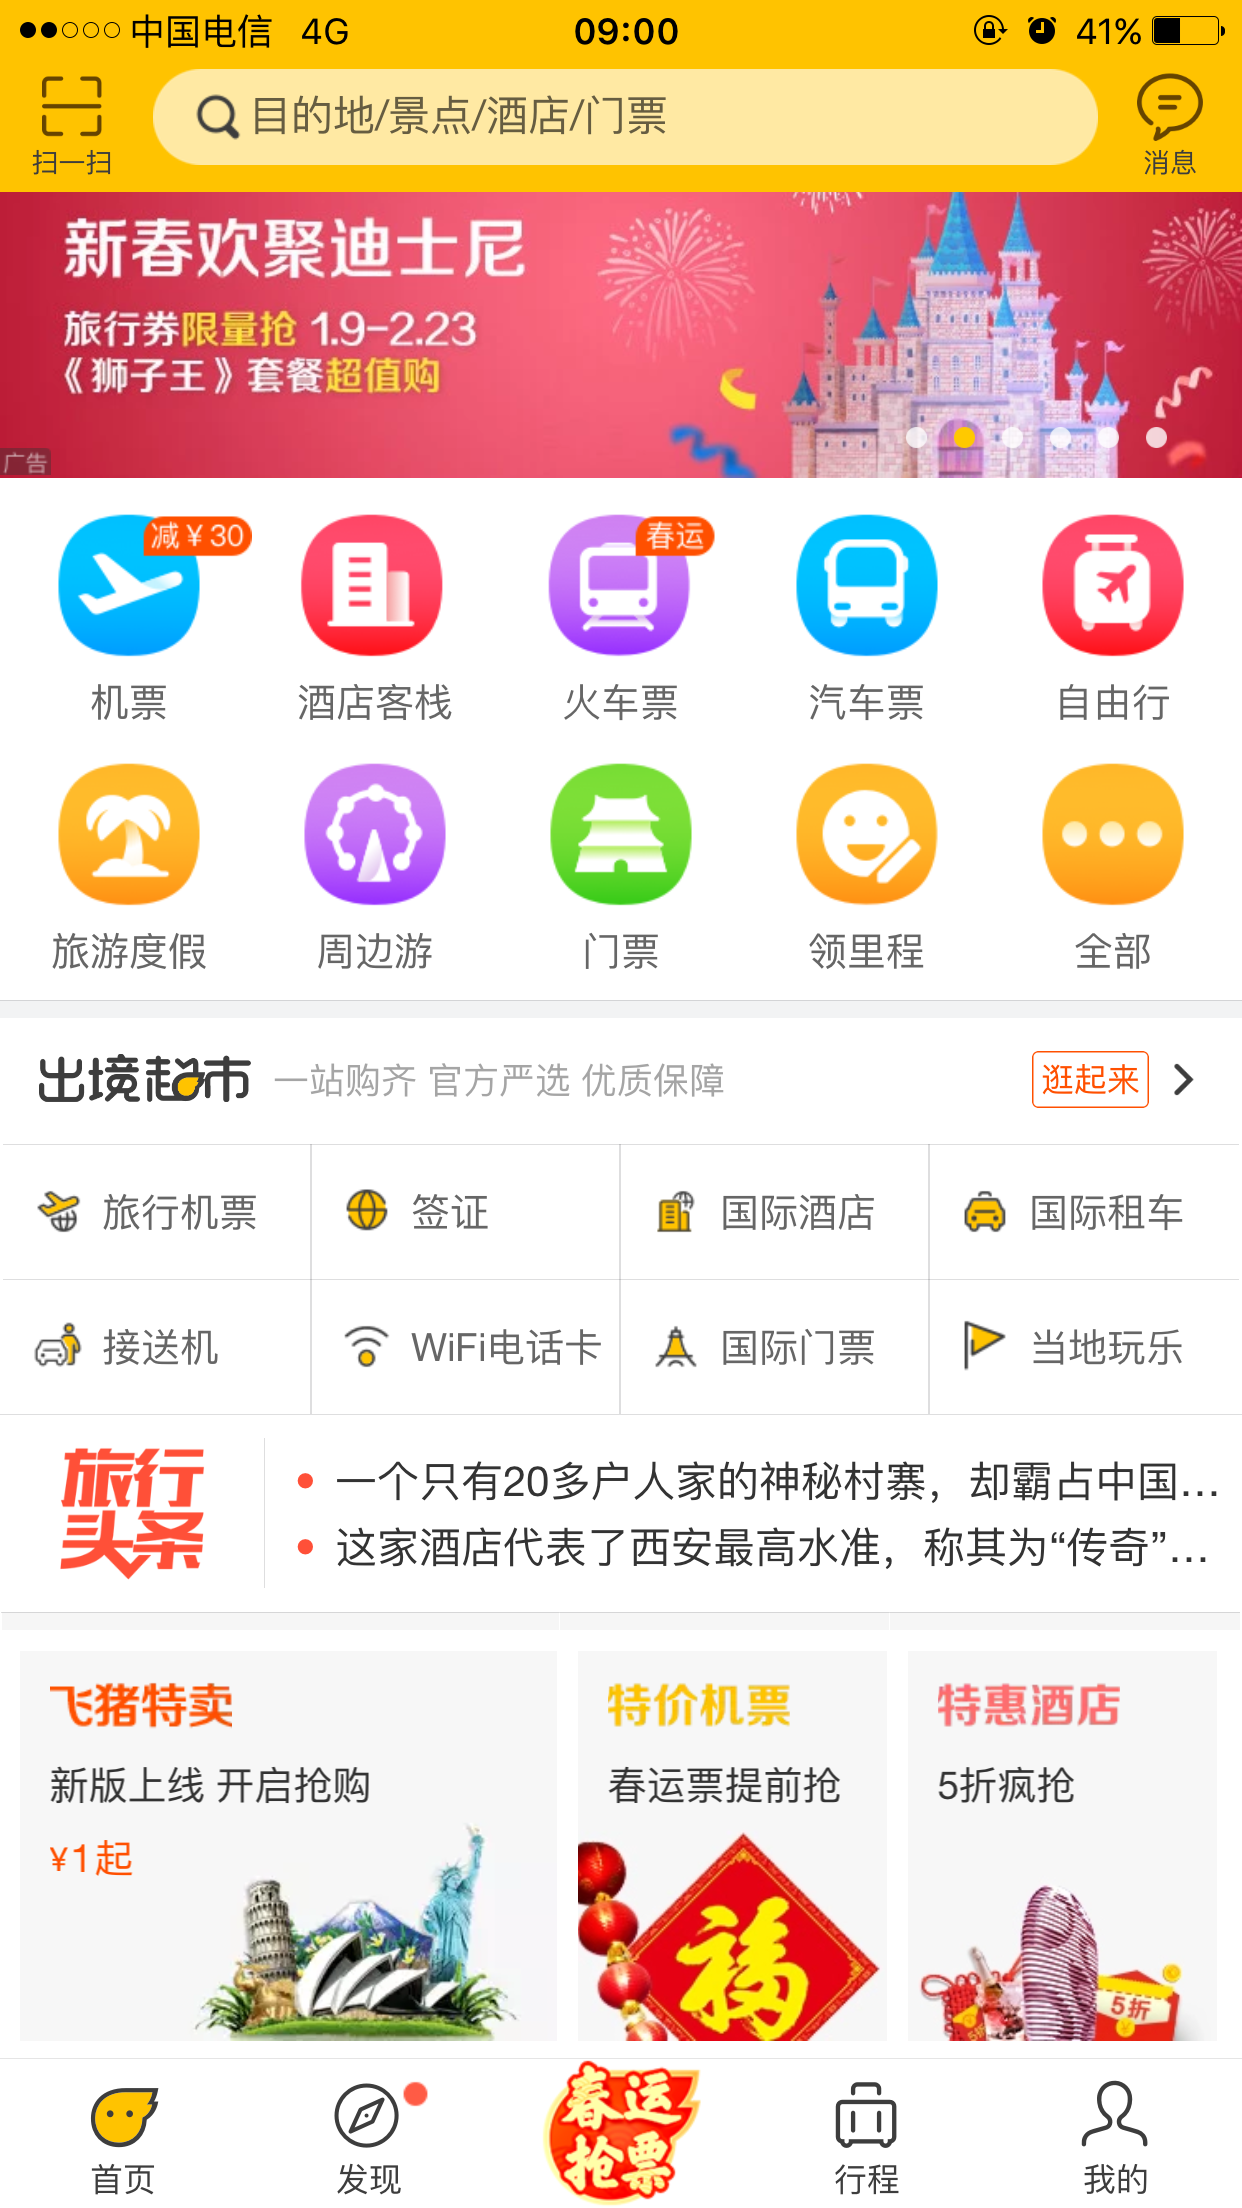 中国电信 4G 09:00 41%
扫一扫
目的地/景点/酒店/门票
消息
新春欢聚迪士尼
旅行券限量抢 1.9-2.23
《狮子王》套餐超值购
广告
减￥30
春运
机票 酒店客栈 火车票 汽车票 自由行
旅游度假 周边游 门票 领里程 全部
出境超市 一站购齐 官方严选 优质保障 逛起来
旅行机票 签证 国际酒店 国际租车
接送机 WiFi电话卡 国际门票 当地玩乐
旅行
头条
一个只有20多户人家的神秘村寨，却霸占中国...
这家酒店代表了西安最高水准，称其为“传奇”...
飞猪特卖
新版上线 开启抢购
¥1起
特价机票
春运票提前抢
福
特惠酒店
5折疯抢
5折
5折
首页
发现
春运
抢票
行程
我的